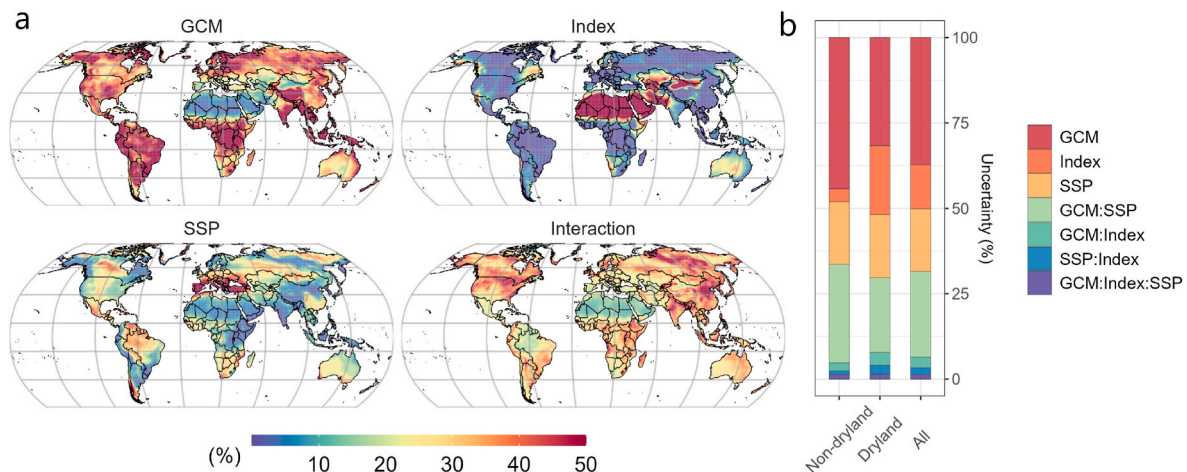 a
GCM
Index
SSP
Interaction
(%)
10
20
30
40
50
b
100
75
50
25
0
Uncertainty (%)
Non-dryland
Dryland
All
GCM
Index
SSP
GCM:SSP
GCM:Index
SSP:Index
GCM:Index:SSP